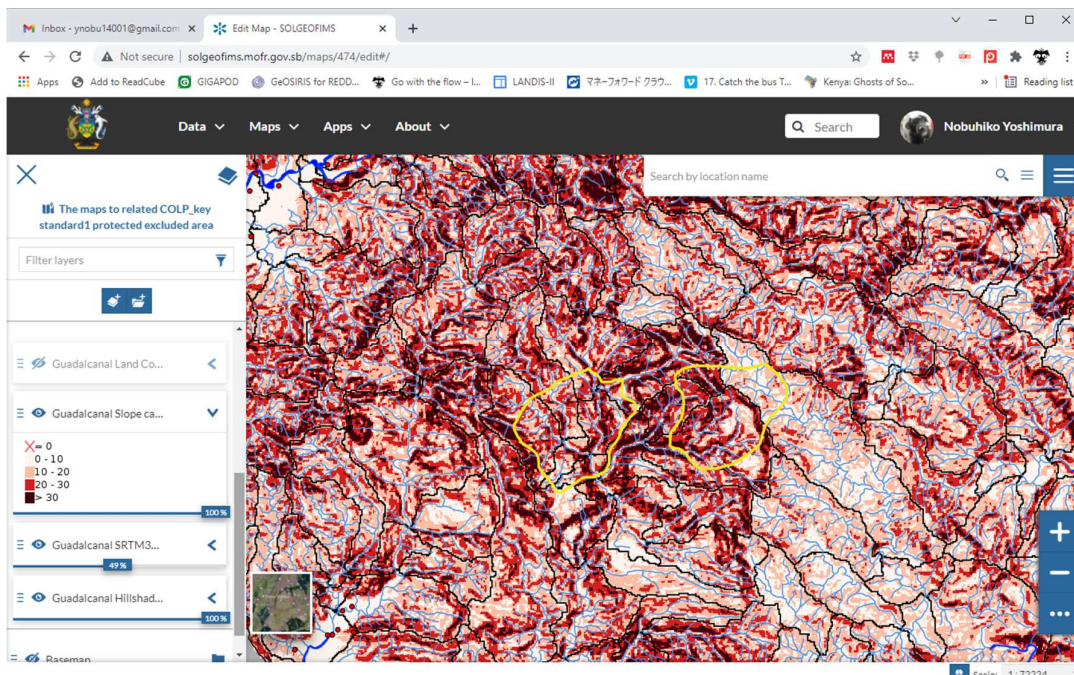 Inbox - ynobu14001@gmail.com
Edit Map - SOLGEOFIMS
Not secure | solgeofims.mofr.gov.sb/maps/474/edit#/
Apps Add to ReadCube GIGAPOD GeOSIRIS for REDD... Go with the flow – I... LANDIS-II マネーフォワード クラウ... 17. Catch the bus T... Kenya: Ghosts of So... » Reading list
Data Maps Apps About Search Nobuhiko Yoshimura
The maps to related COLP_key
standard1 protected excluded area
Search by location name
Filter layers
Guadalcanal Land Co...
Guadalcanal Slope ca...
= 0
0 - 10
10 - 20
20 - 30
> 30
100 %
Guadalcanal SRTM3...
49 %
Guadalcanal Hillshad...
100 %
Basemap
Scale: 1 : 72224